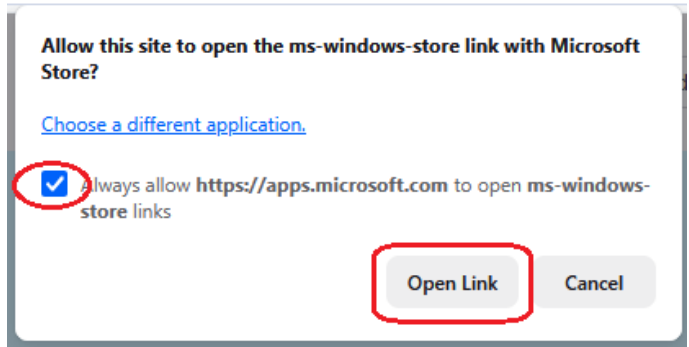 Allow this site to open the ms-windows-store link with Microsoft
Store?
Choose a different application.
Always allow https://apps.microsoft.com to open ms-windows-
store links
Open Link
Cancel